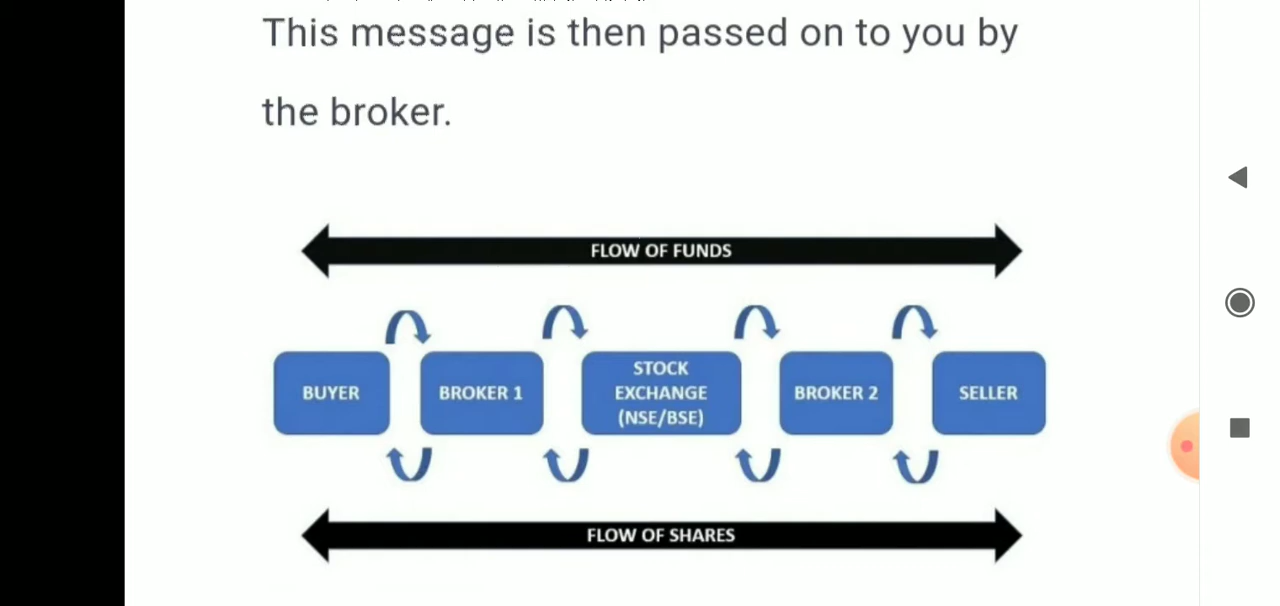 This message is then passed on to you by
the broker.
FLOW OF FUNDS
BUYER
BROKER 1
STOCK
EXCHANGE
(NSE/BSE)
BROKER 2
SELLER
FLOW OF SHARES